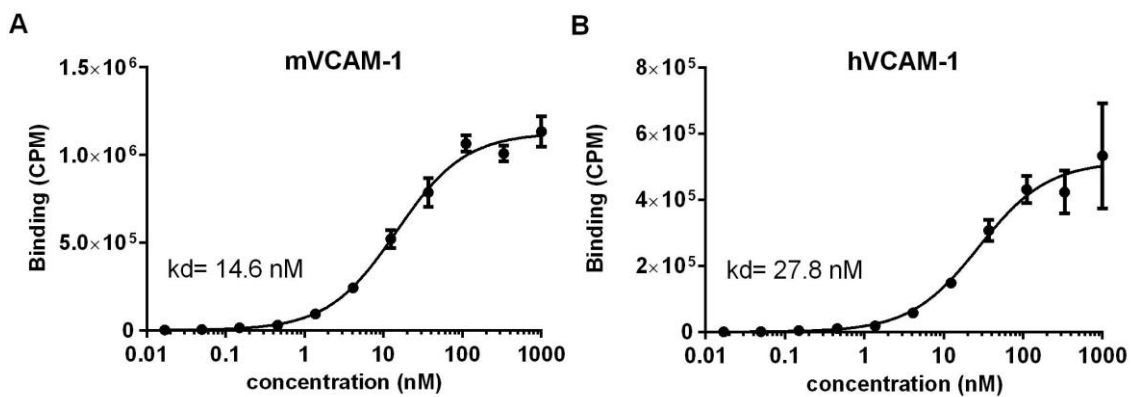 A
mVCAM-1
Binding (CPM)
1.5×10⁶
1.0×10⁶
5.0×10⁵
0
kd= 14.6 nM
0.01 0.1 1 10 100 1000
concentration (nM)
B
hVCAM-1
Binding (CPM)
8×10⁵
6×10⁵
4×10⁵
2×10⁵
0
kd= 27.8 nM
0.01 0.1 1 10 100 1000
concentration (nM)